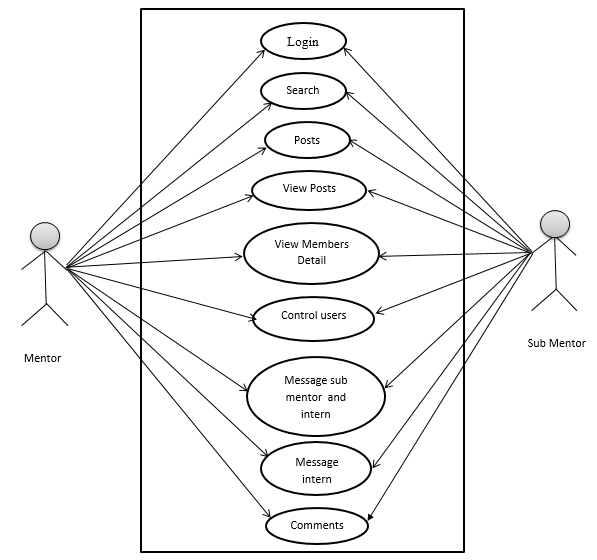 Login
Search
Posts
View Posts
View Members
Detail
Control users
Message sub
mentor and
intern
Message
intern
Comments
Mentor
Sub Mentor